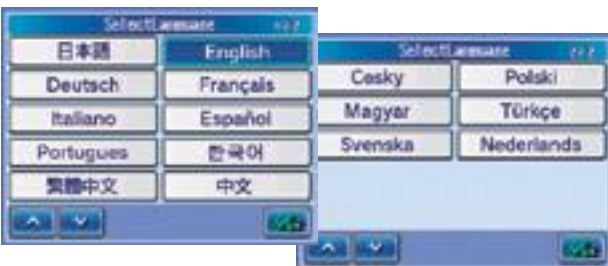 Select Language
日本語 English
Deutsch Français
Italiano Español
Portugues 한국어
繁體中文 中文
Select Language
Cesky Polski
Magyar Türkçe
Svenska Nederlands